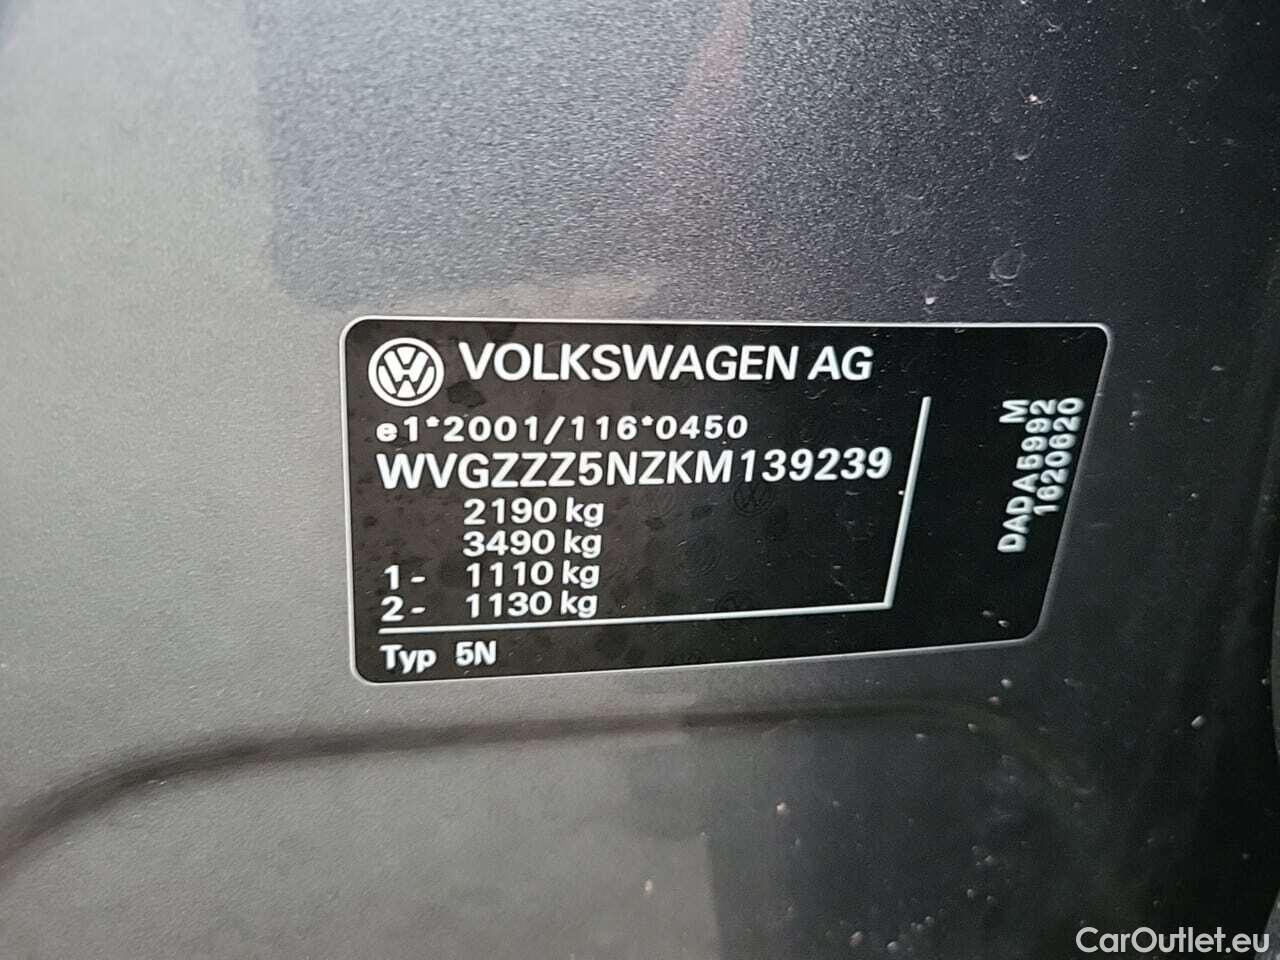 VOLKSWAGEN AG
e1*2001/116*0450
WVGZZZ5NZKM139239
2190 kg
3490 kg
1- 1110 kg
2- 1130 kg
Typ 5N
M
DADA5992
1620620
CarOutlet.eu